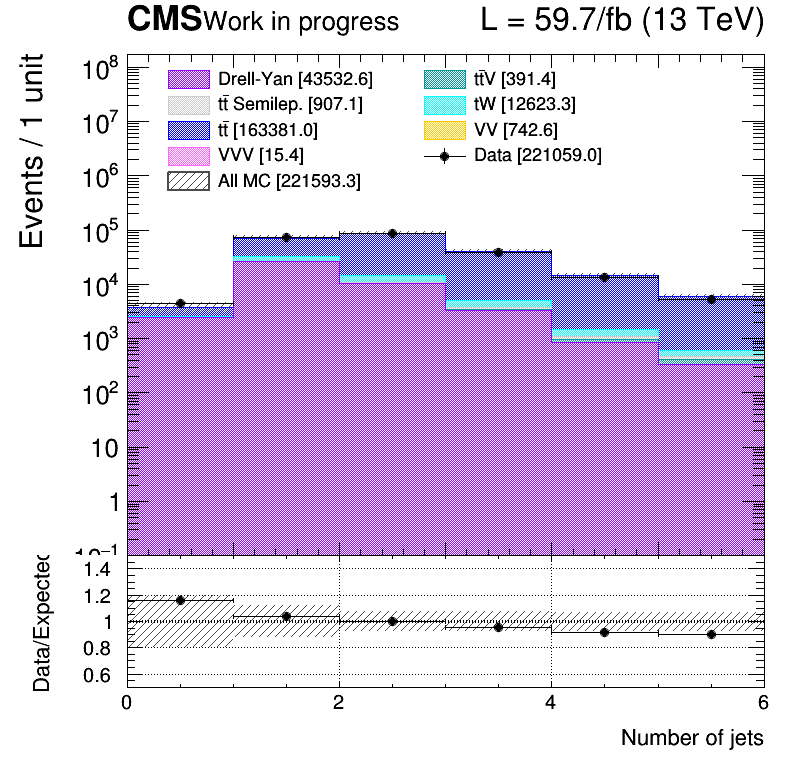 CMS Work in progress L = 59.7/fb (13 TeV)
Events / 1 unit
10⁸
10⁷
10⁶
10⁵
10⁴
10³
10²
10
1
10⁻¹
Drell-Yan [43532.6]
tt̄ Semilep. [907.1]
tt̄ [163381.0]
VVV [15.4]
All MC [221593.3]
tt̄V [391.4]
tW [12623.3]
VV [742.6]
Data [221059.0]
Data/Expected
1.4
1.2
1
0.8
0.6
0 2 4 6
Number of jets